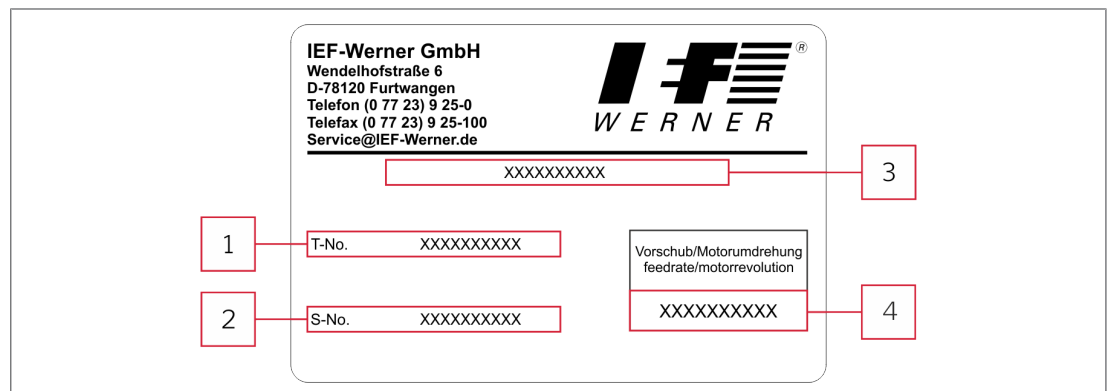 IEF-Werner GmbH
Wendelhofstraße 6
D-78120 Furtwangen
Telefon (0 77 23) 9 25-0
Telefax (0 77 23) 9 25-100
Service@IEF-Werner.de
IEF ®
WERNER
XXXXXXXXXX
3
1
T-No. XXXXXXXXXX
Vorschub/Motorumdrehung
feedrate/motorrevolution
2
S-No. XXXXXXXXXX
XXXXXXXXXX
4